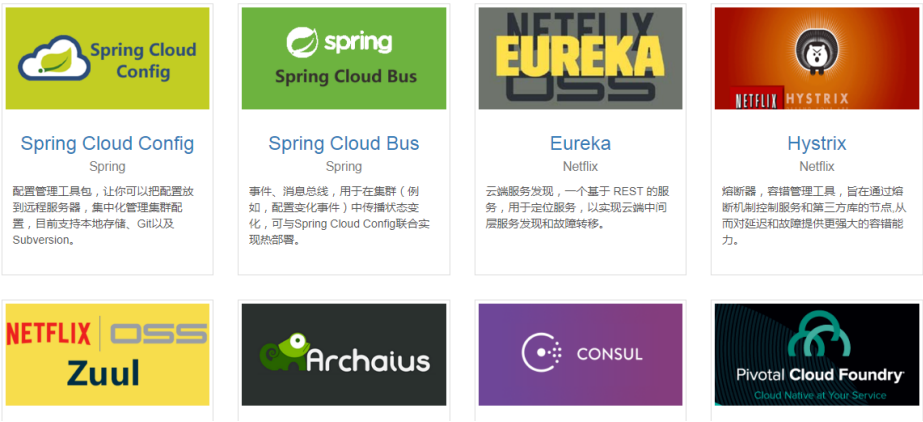 Spring Cloud
Config
spring
Spring Cloud Bus
NETFLIX
EUREKA
OSS
NETFLIX HYSTRIX
Spring Cloud Config
Spring
配置管理工具包，让你可以把配置放
到远程服务器，集中化管理集群配
置，目前支持本地存储、Git以及
Subversion。
Spring Cloud Bus
Spring
事件、消息总线，用于在集群（例
如，配置变化事件）中传播状态变
化，可与Spring Cloud Config联合实
现热部署。
Eureka
Netflix
云端服务发现，一个基于 REST 的服
务，用于定位服务，以实现云端中间
层服务发现和故障转移。
Hystrix
Netflix
熔断器，容错管理工具，旨在通过熔
断机制控制服务和第三方库的节点,从
而对延迟和故障提供更强大的容错能
力。
NETFLIX OSS
Zuul
Archaius
CONSUL
Pivotal Cloud Foundry
Cloud Native at Your Service